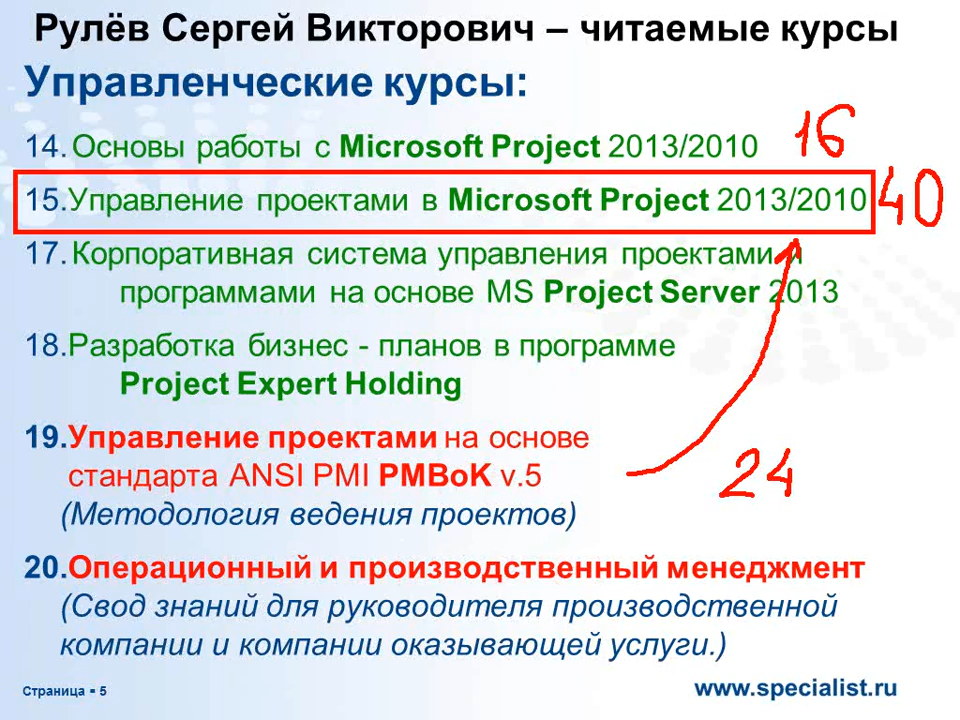 Рулёв Сергей Викторович – читаемые курсы
Управленческие курсы:
14. Основы работы с Microsoft Project 2013/2010 16
15.Управление проектами в Microsoft Project 2013/2010 40
17. Корпоративная система управления проектами и
программами на основе MS Project Server 2013
18.Разработка бизнес - планов в программе
Project Expert Holding
19.Управление проектами на основе
стандарта ANSI PMI PMBoK v.5
24
(Методология ведения проектов)
20.Операционный и производственный менеджмент
(Свод знаний для руководителя производственной
компании и компании оказывающей услуги.)
Страница ▪ 5
www.specialist.ru